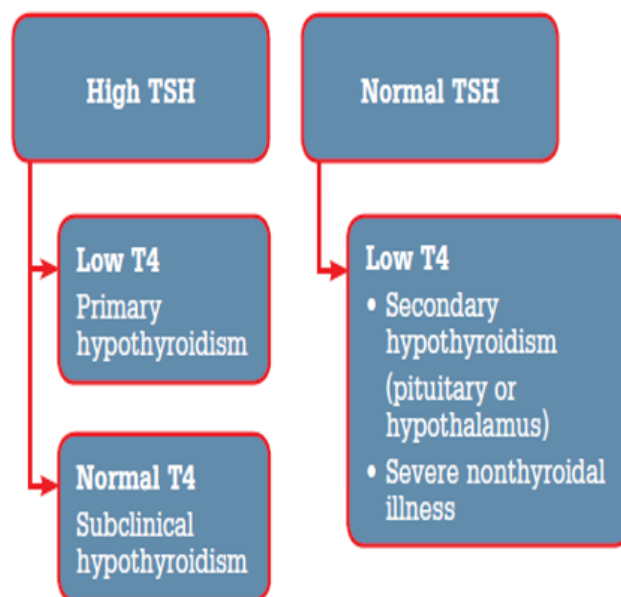 High TSH
Normal TSH
Low T4
Primary
hypothyroidism
Normal T4
Subclinical
hypothyroidism
Low T4
• Secondary
hypothyroidism
(pituitary or
hypothalamus)
• Severe nonthyroidal
illness